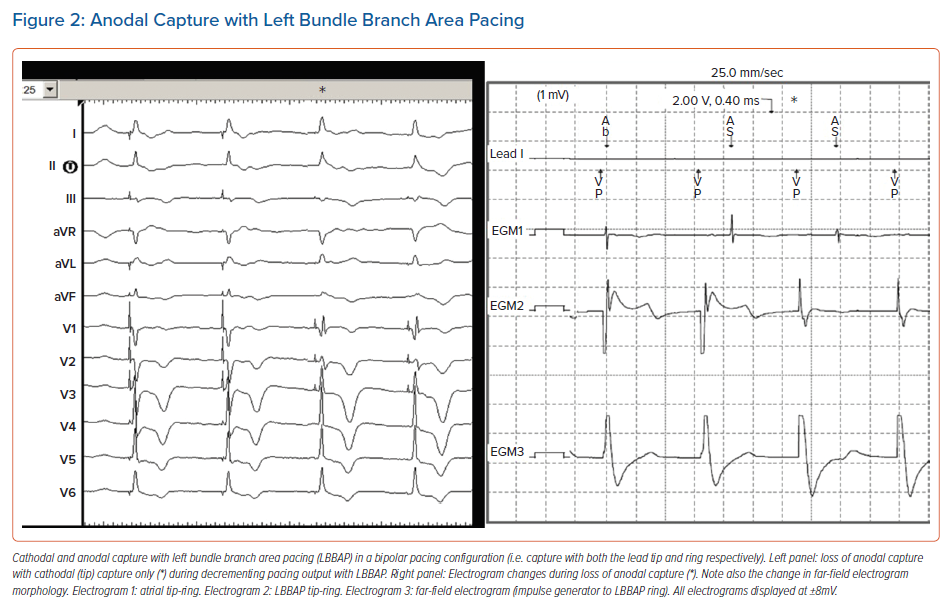 Figure 2: Anodal Capture with Left Bundle Branch Area Pacing
25
*
I
II
III
aVR
aVL
aVF
V1
V2
V3
V4
V5
V6
25.0 mm/sec
(1 mV)
2.00 V, 0.40 ms
*
A
b
A
S
A
S
Lead I
V
P
V
P
V
P
V
P
EGM1
EGM2
EGM3
Cathodal and anodal capture with left bundle branch area pacing (LBBAP) in a bipolar pacing configuration (i.e. capture with both the lead tip and ring respectively). Left panel: loss of anodal capture
with cathodal (tip) capture only (*) during decrementing pacing output with LBBAP. Right panel: Electrogram changes during loss of anodal capture (*). Note also the change in far-field electrogram
morphology. Electrogram 1: atrial tip-ring. Electrogram 2: LBBAP tip-ring. Electrogram 3: far-field electrogram (impulse generator to LBBAP ring). All electrograms displayed at ±8mV.